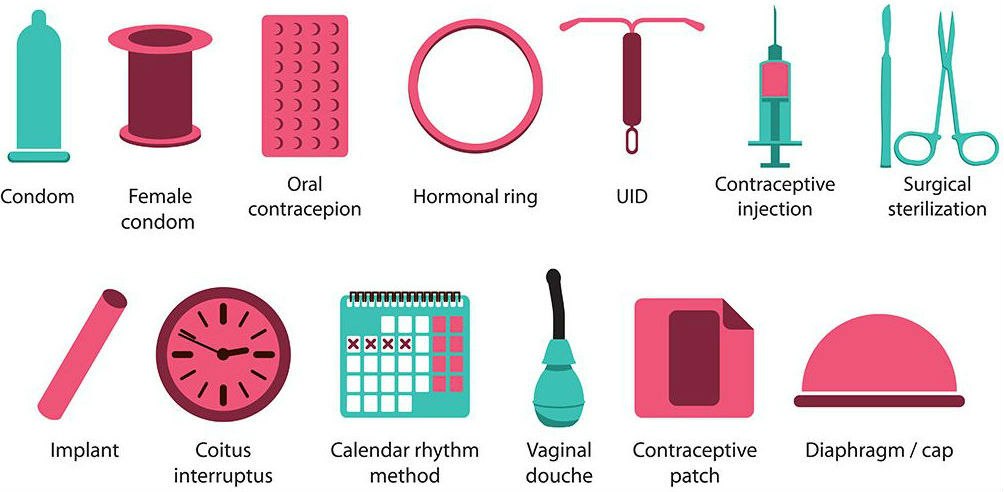 Condom
Female
condom
Oral
contracepion
Hormonal ring
UID
Contraceptive
injection
Surgical
sterilization
Implant
Coitus
interruptus
Calendar rhythm
method
Vaginal
douche
Contraceptive
patch
Diaphragm / cap